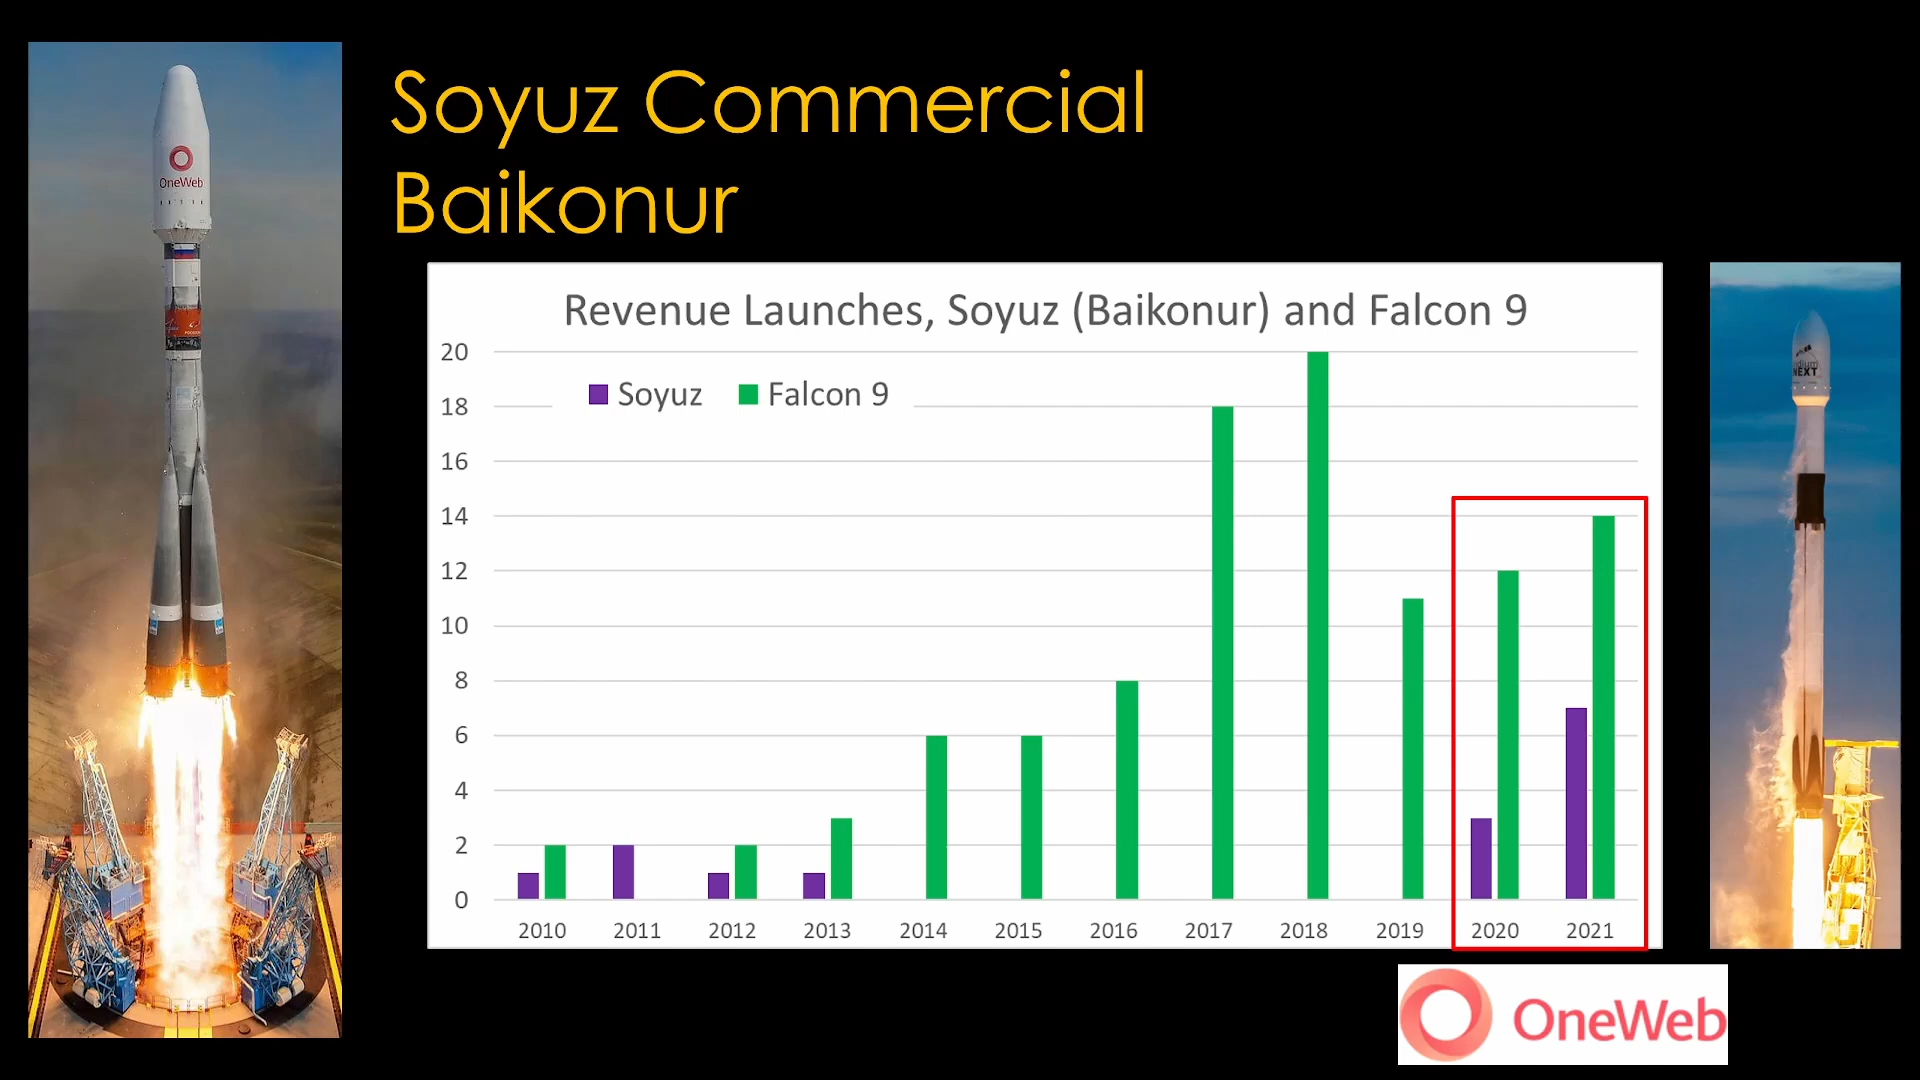 Soyuz Commercial
Baikonur
OneWeb
Revenue Launches, Soyuz (Baikonur) and Falcon 9
Soyuz
Falcon 9
20
18
16
14
12
10
8
6
4
2
0
2010 2011 2012 2013 2014 2015 2016 2017 2018 2019 2020 2021
NEXT
OneWeb